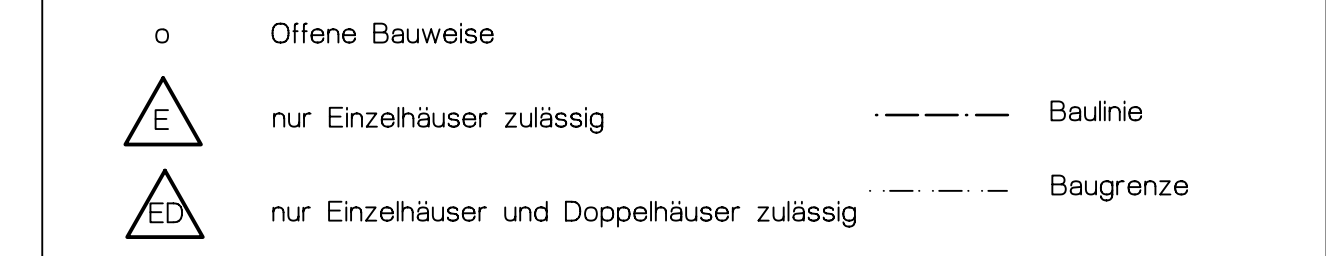 o Offene Bauweise
E nur Einzelhäuser zulässig
Baulinie
ED nur Einzelhäuser und Doppelhäuser zulässig
Baugrenze